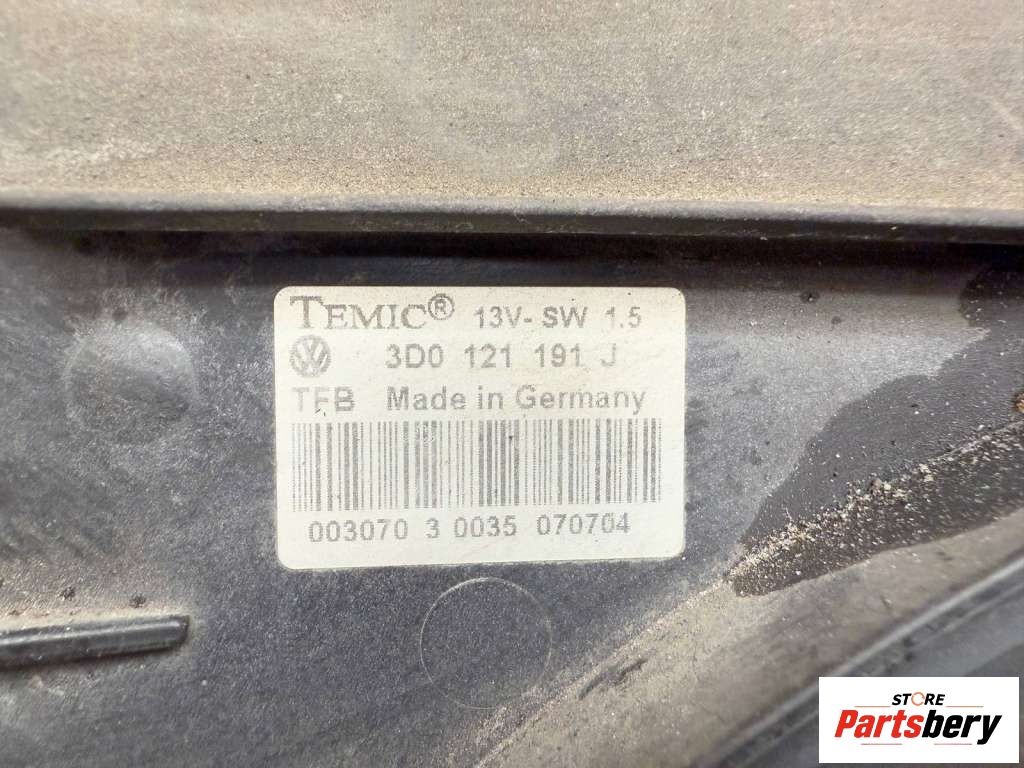 TEMIC® 13V- SW 1.5
3D0 121 191 J
TFB Made in Germany
003070 3 0035 070704
STORE
Partsbery